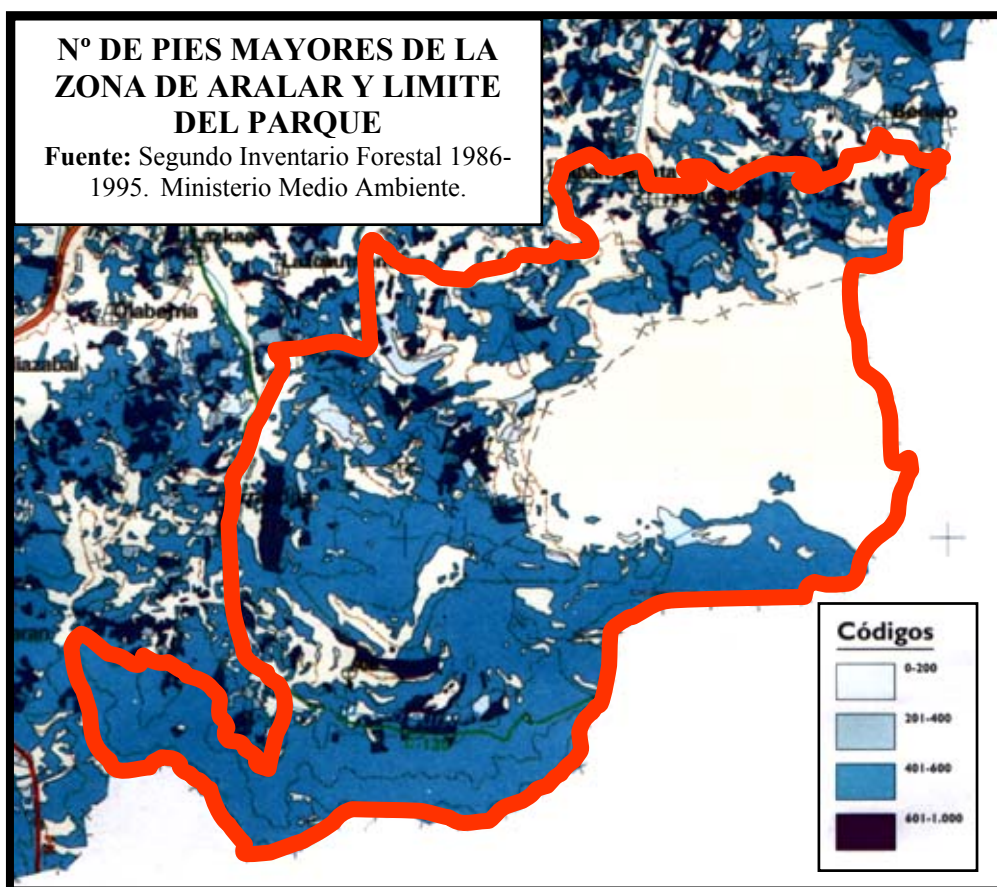 Nº DE PIES MAYORES DE LA
ZONA DE ARALAR Y LIMITE
DEL PARQUE
Fuente: Segundo Inventario Forestal 1986-
1995. Ministerio Medio Ambiente.
Olaberria
Códigos
0-200
201-400
401-600
601-1.000